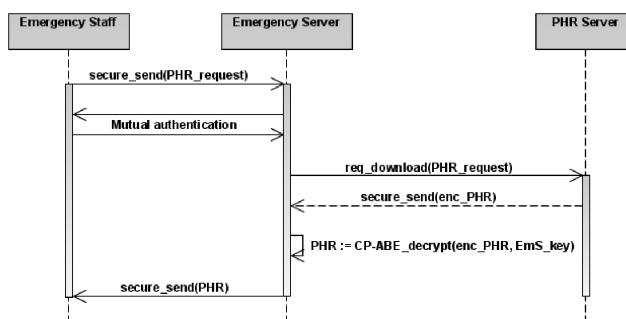 Emergency Staff
Emergency Server
PHR Server
secure_send(PHR_request)
Mutual authentication
req_download(PHR_request)
secure_send(enc_PHR)
PHR := CP-ABE_decrypt(enc_PHR, EmS_key)
secure_send(PHR)